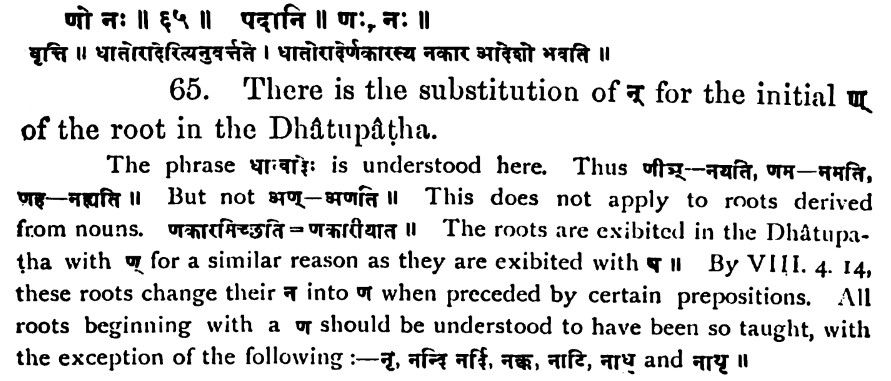 णो नः ॥ ६५ ॥ पदानि ॥ णः, नः ॥
वृत्ति ॥ धातोरादेरित्यनुवर्त्तते । धातोरादेर्णकारस्य नकार आदेशो भवति ॥
65. There is the substitution of न् for the initial ण्
of the root in the Dhâtupâṭha.
The phrase धात्वादेः is understood here. Thus णीञ्—नयति, णम—नमति,
णह—नह्यति ॥ But not अण्—अणति ॥ This does not apply to roots derived
from nouns. णकारमिच्छति = णकारीयति ॥ The roots are exibited in the Dhâtupa-
ṭha with ण् for a similar reason as they are exibited with ष ॥ By VIII. 4. 14,
these roots change their न into ण when preceded by certain prepositions. All
roots beginning with a ण should be understood to have been so taught, with
the exception of the following :—नृ, नन्दि नर्द्दि, नक्क, नाटि, नाधृ and नाथृ ॥